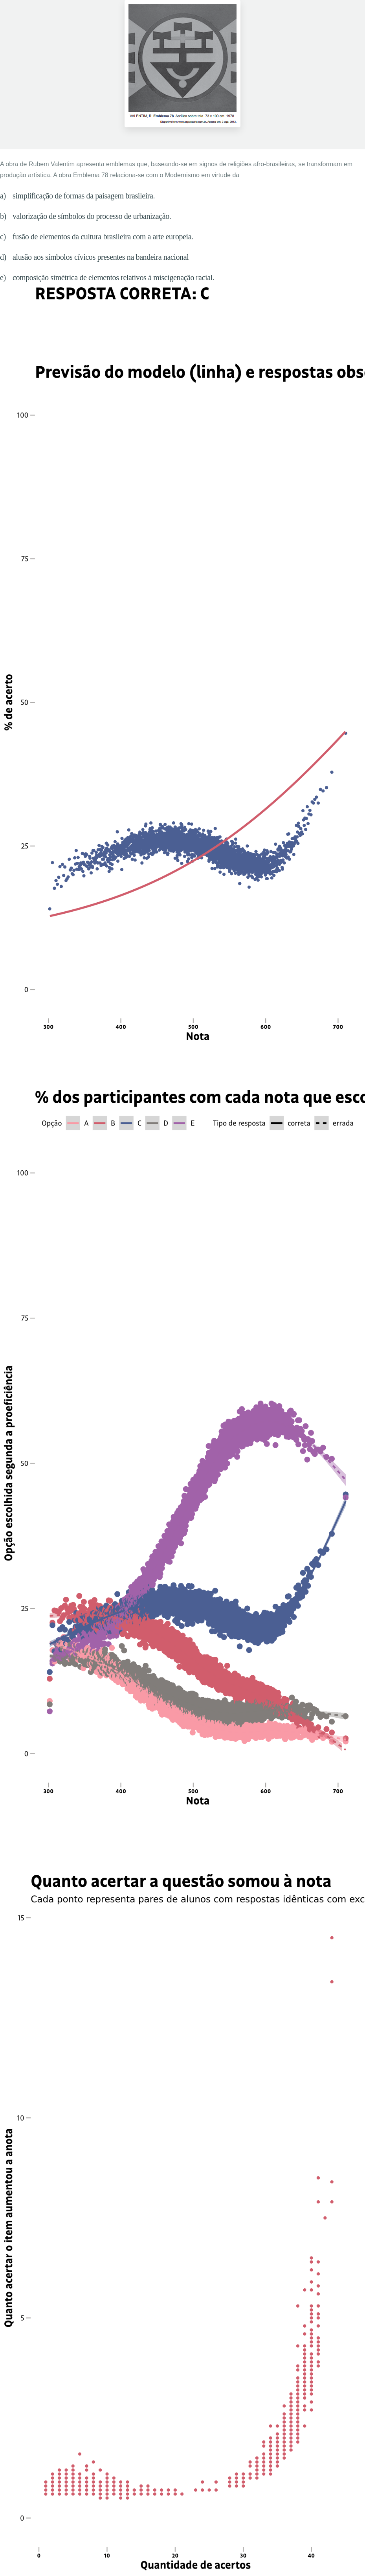 VALENTIM, R. Emblema 78. Acrílico sobre tela. 73 x 100 cm. 1978.
A obra de Rubem Valentim apresenta emblemas que, baseando-se em signos de religiões afro-brasileiras, se transformam em
produção artística. A obra Emblema 78 relaciona-se com o Modernismo em virtude da
a) simplificação de formas da paisagem brasileira.
b) valorização de símbolos do processo de urbanização.
c) fusão de elementos da cultura brasileira com a arte europeia.
d) alusão aos símbolos cívicos presentes na bandeira nacional
e) composição simétrica de elementos relativos à miscigenação racial.
RESPOSTA CORRETA: C
Previsão do modelo (linha) e respostas obs
100
75
50
25
0
% de acerto
300 400 500 600 700
Nota
% dos participantes com cada nota que esco
Opção A B C D E Tipo de resposta correta errada
100
75
50
25
0
Opção escolhida segunda a proeficiência
300 400 500 600 700
Nota
Quanto acertar a questão somou à nota
Cada ponto representa pares de alunos com respostas idênticas com exc
15
10
5
0
Quanto acertar o item aumentou a anota
0 10 20 30 40
Quantidade de acertos